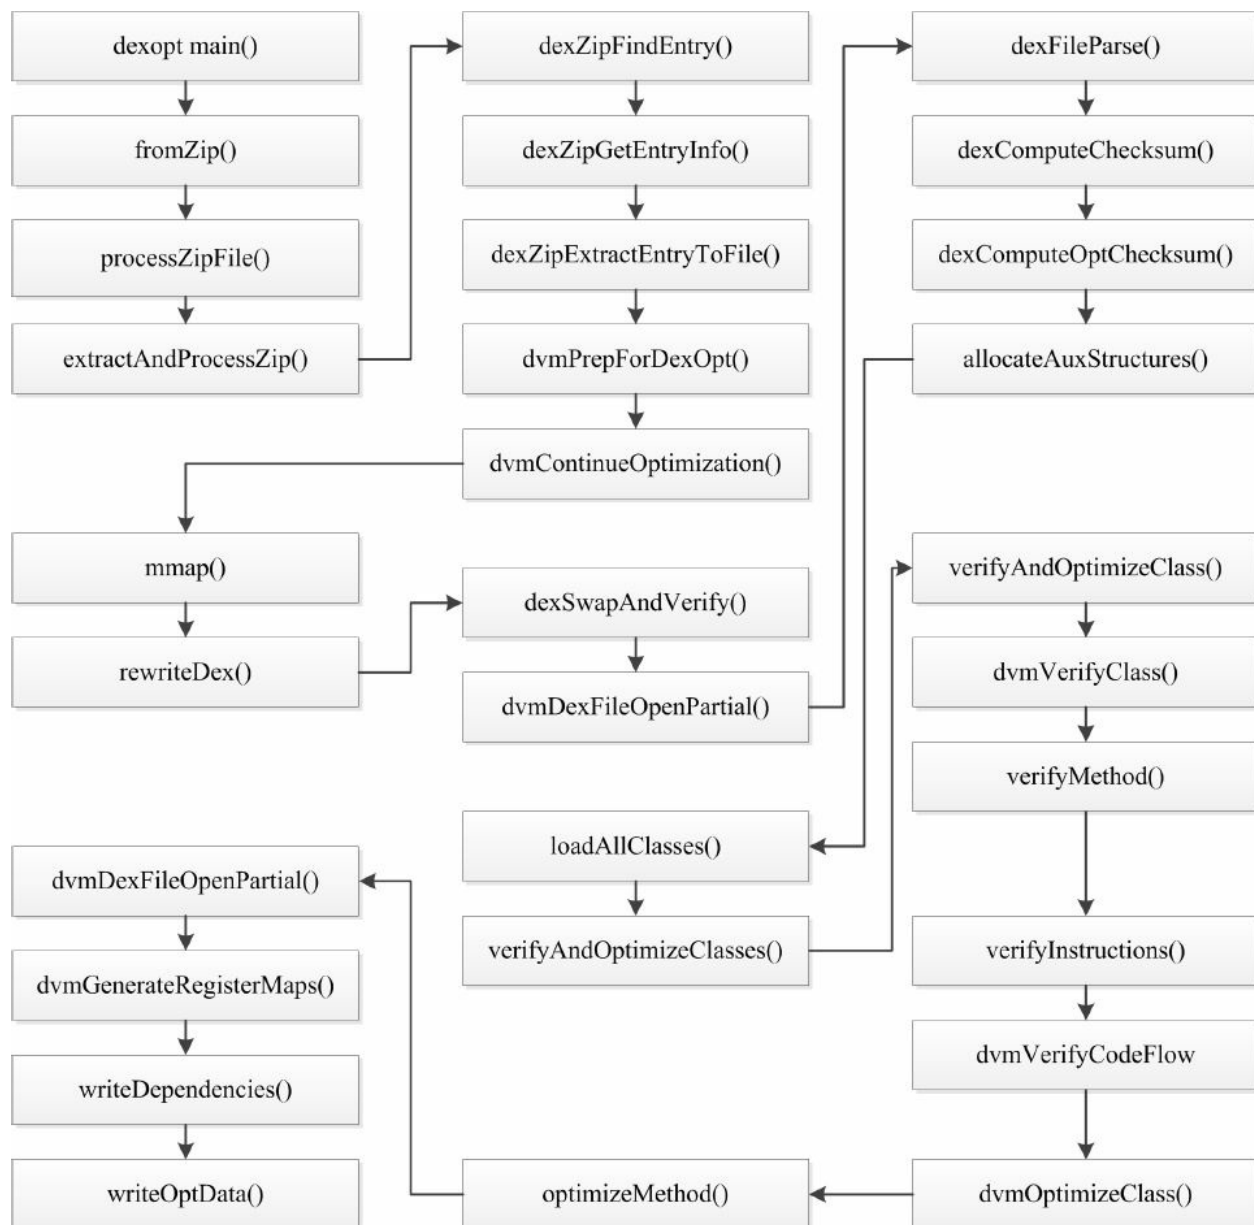 dexopt main()
fromZip()
processZipFile()
extractAndProcessZip()
dexZipFindEntry()
dexZipGetEntryInfo()
dexZipExtractEntryToFile()
dvmPrepForDexOpt()
dvmContinueOptimization()
mmap()
rewriteDex()
dexSwapAndVerify()
dvmDexFileOpenPartial()
dexFileParse()
dexComputeChecksum()
dexComputeOptChecksum()
allocateAuxStructures()
loadAllClasses()
verifyAndOptimizeClasses()
verifyAndOptimizeClass()
dvmVerifyClass()
verifyMethod()
verifyInstructions()
dvmVerifyCodeFlow
dvmOptimizeClass()
optimizeMethod()
dvmDexFileOpenPartial()
dvmGenerateRegisterMaps()
writeDependencies()
writeOptData()